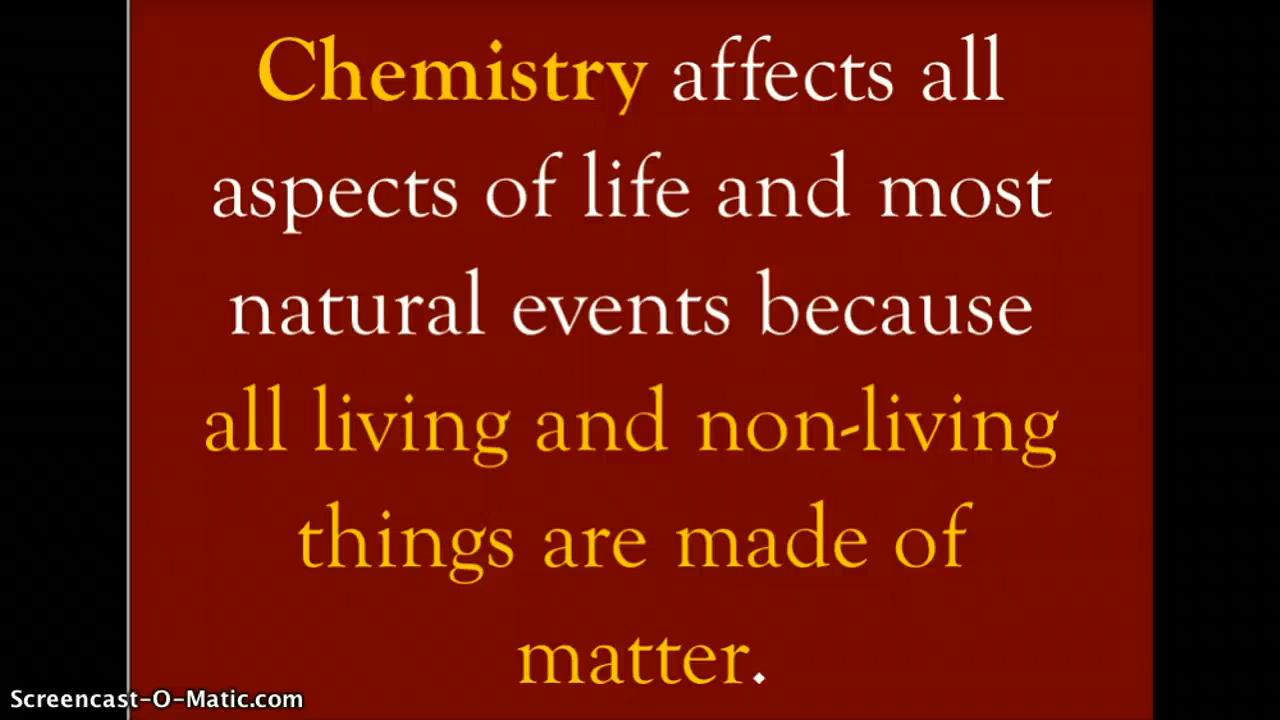 Chemistry affects all
aspects of life and most
natural events because
all living and non-living
things are made of
matter.
Screencast-O-Matic.com